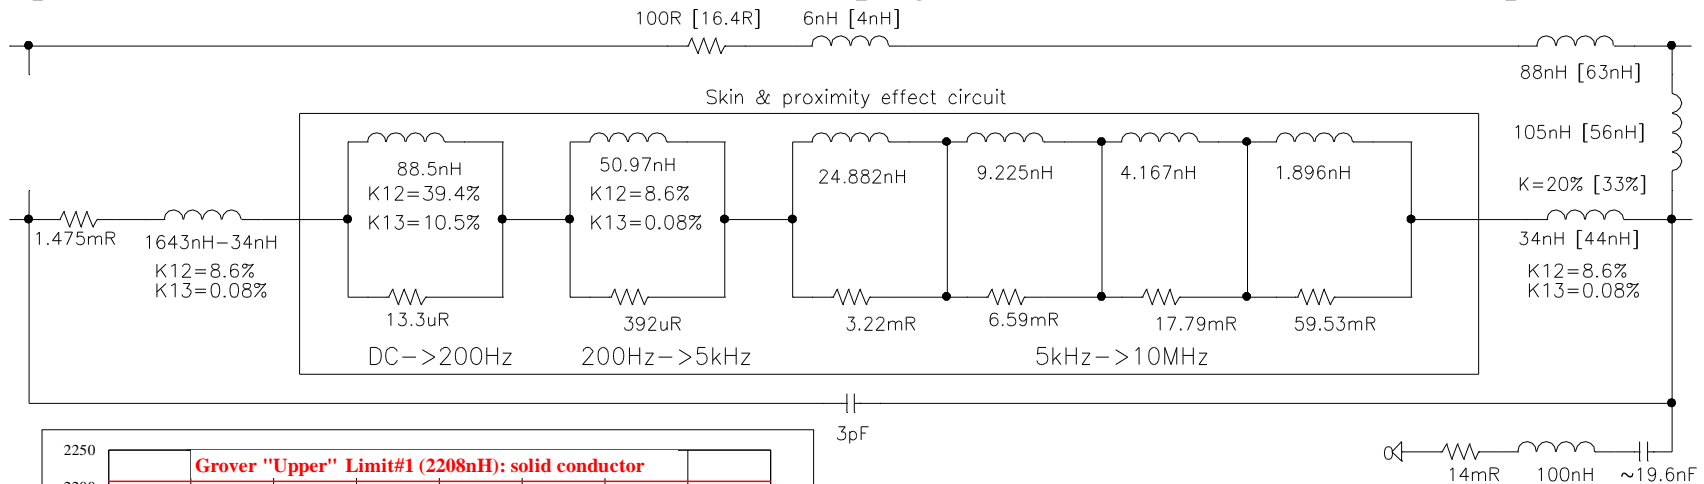 100R [16.4R]
6nH [4nH]
88nH [63nH]
Skin & proximity effect circuit
105nH [56nH]
88.5nH
K12=39.4%
K13=10.5%
50.97nH
K12=8.6%
K13=0.08%
24.882nH
9.225nH
4.167nH
1.896nH
K=20% [33%]
1.475mR
1643nH-34nH
K12=8.6%
K13=0.08%
34nH [44nH]
K12=8.6%
K13=0.08%
13.3uR
392uR
3.22mR
6.59mR
17.79mR
59.53mR
DC->200Hz
200Hz->5kHz
5kHz->10MHz
3pF
2250
Grover "Upper" Limit#1 (2208nH): solid conductor
14mR
100nH
~19.6nF